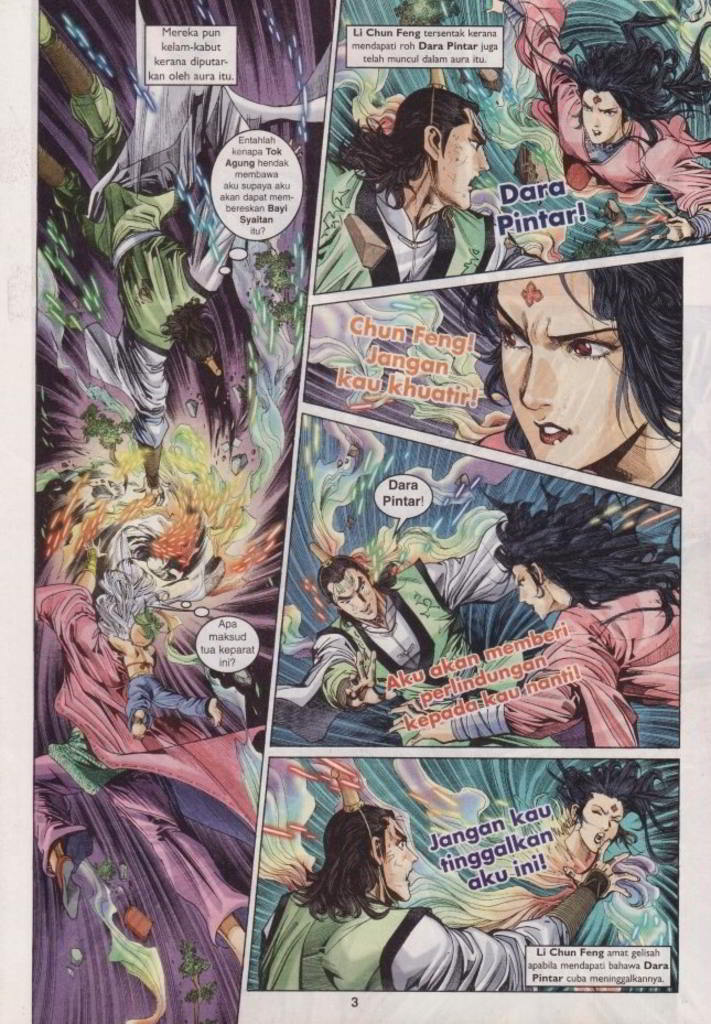 Mereka pun
kelam-kabut
kerana diputar-
kan oleh aura itu.
Entahlah
kenapa Tok
Agung hendak
membawa
aku supaya aku
akan dapat mem-
bereskan Bayi
Syaitan
itu?
Apa
maksud
tua keparat
ini?
Li Chun Feng tersentak kerana
mendapati roh Dara Pintar juga
telah muncul dalam aura itu.
Dara
Pintar!
Chun Feng!
Jangan
kau khuatir!
Dara
Pintar!
Aku akan memberi
perlindungan
kepada kau nanti!
Jangan kau
tinggalkan
aku ini!
Li Chun Feng amat gelisah
apabila mendapati bahawa Dara
Pintar cuba meninggalkannya.
3